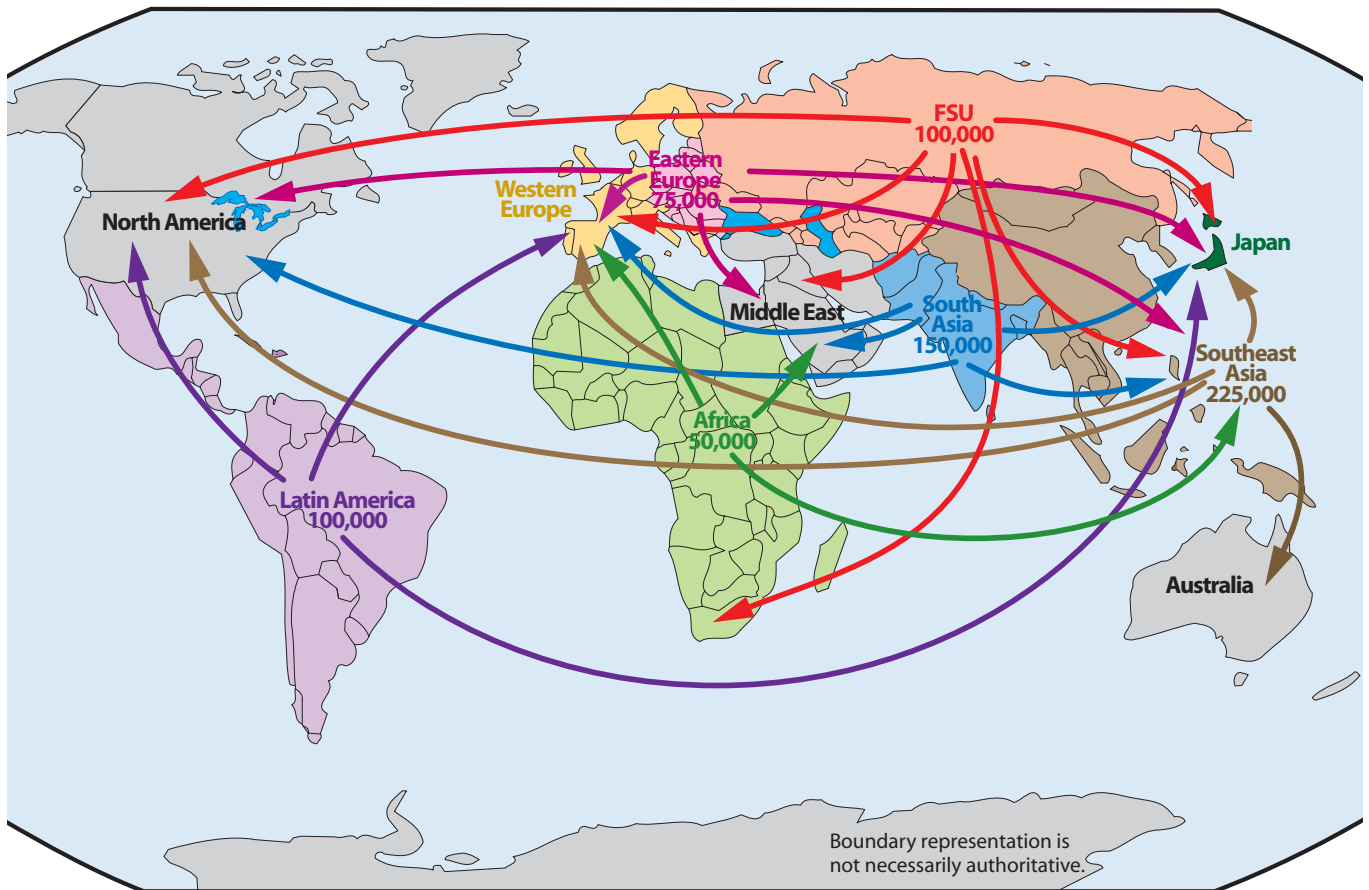 FSU
100,000
Eastern
Europe
75,000
Western
Europe
North America
Japan
Middle East
South
Asia
150,000
Southeast
Asia
225,000
Africa
50,000
Latin America
100,000
Australia
Boundary representation is
not necessarily authoritative.